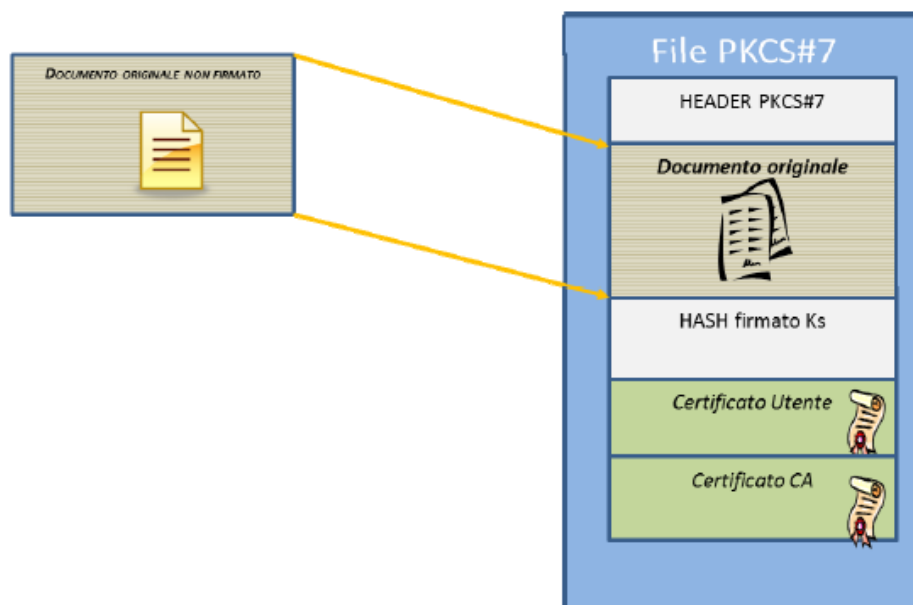 DOCUMENTO ORIGINALE NON FIRMATO
File PKCS#7
HEADER PKCS#7
Documento originale
HASH firmato Ks
Certificato Utente
Certificato CA